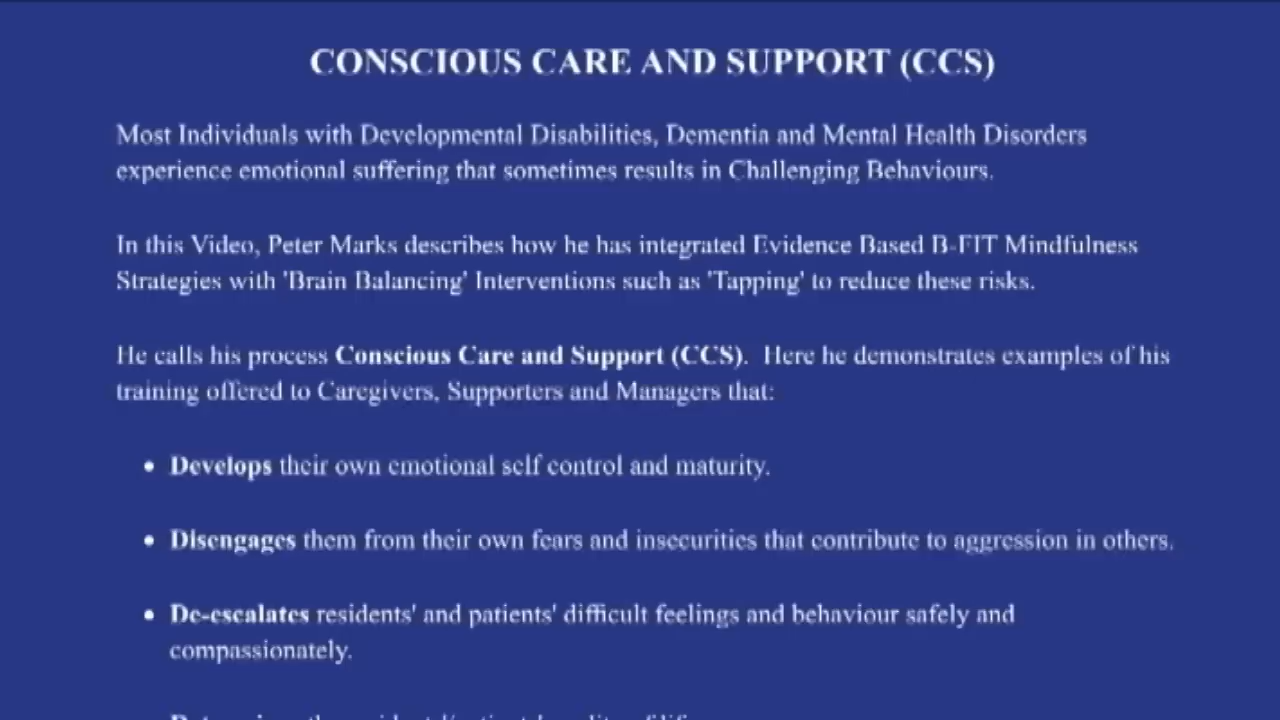 CONSCIOUS CARE AND SUPPORT (CCS)
Most Individuals with Developmental Disabilities, Dementia and Mental Health Disorders
experience emotional suffering that sometimes results in Challenging Behaviours.
In this Video, Peter Marks describes how he has integrated Evidence Based B-FIT Mindfulness
Strategies with 'Brain Balancing' Interventions such as 'Tapping' to reduce these risks.
He calls his process Conscious Care and Support (CCS). Here he demonstrates examples of his
training offered to Caregivers, Supporters and Managers that:
• Develops their own emotional self control and maturity.
• Disengages them from their own fears and insecurities that contribute to aggression in others.
• De-escalates residents' and patients' difficult feelings and behaviour safely and
compassionately.